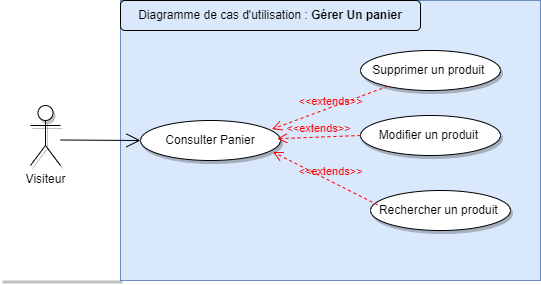 Diagramme de cas d'utilisation : Gérer Un panier
Supprimer un produit
<<extends>>
<<extends>>
Modifier un produit
Consulter Panier
<<extends>>
Visiteur
Rechercher un produit